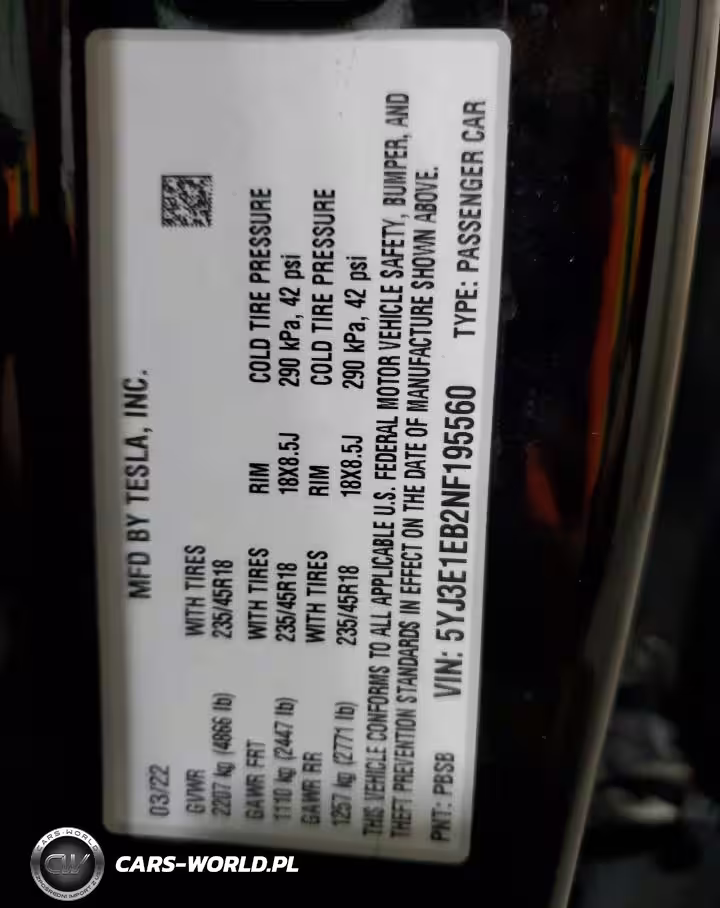 MFD BY TESLA, INC.
03/22
GVWR WITH TIRES
2207 kg (4866 lb) 235/45R18
GAWR FRT WITH TIRES RIM COLD TIRE PRESSURE
1110 kg (2447 lb) 235/45R18 18X8.5J 290 kPa, 42 psi
GAWR RR WITH TIRES RIM COLD TIRE PRESSURE
1257 kg (2771 lb) 235/45R18 18X8.5J 290 kPa, 42 psi
THIS VEHICLE CONFORMS TO ALL APPLICABLE U.S. FEDERAL MOTOR VEHICLE SAFETY, BUMPER, AND
THEFT PREVENTION STANDARDS IN EFFECT ON THE DATE OF MANUFACTURE SHOWN ABOVE.
PNT: PBSB VIN: 5YJ3E1EB2NF195560 TYPE: PASSENGER CAR
CARS-WORLD
CW
CARS-WORLD.PL